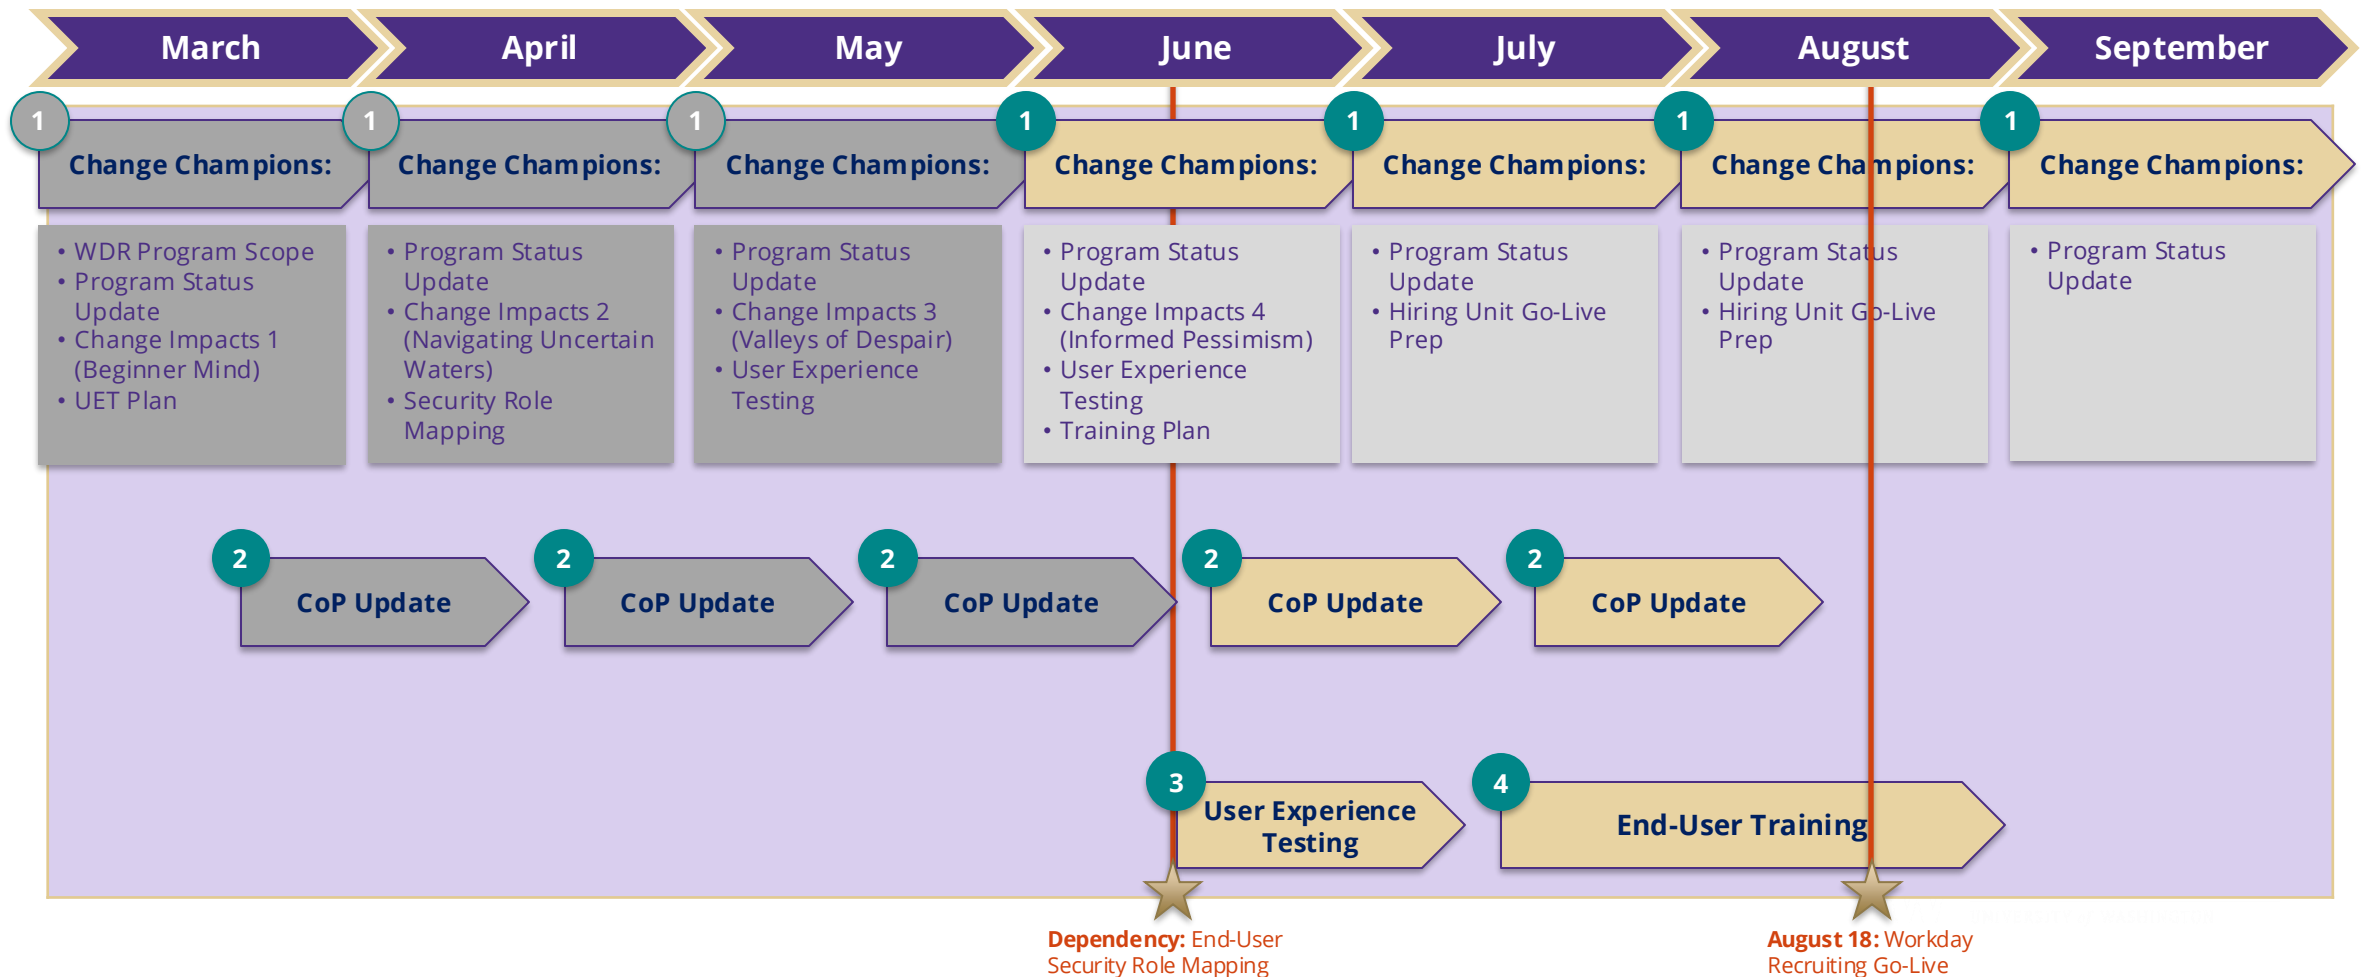 March
April
May
June
July
August
September
1
Change Champions:
1
Change Champions:
1
Change Champions:
1
Change Champions:
1
Change Champions:
1
Change Champions:
1
Change Champions:
• WDR Program Scope
• Program Status
Update
• Change Impacts 1
(Beginner Mind)
• UET Plan
• Program Status
Update
• Change Impacts 2
(Navigating Uncertain
Waters)
• Security Role
Mapping
• Program Status
Update
• Change Impacts 3
(Valleys of Despair)
• User Experience
Testing
• Program Status
Update
• Change Impacts 4
(Informed Pessimism)
• User Experience
Testing
• Training Plan
• Program Status
Update
• Hiring Unit Go-Live
Prep
• Program Status
Update
• Hiring Unit Go-Live
Prep
• Program Status
Update
2
CoP Update
2
CoP Update
2
CoP Update
2
CoP Update
2
CoP Update
3
User Experience
Testing
4
End-User Training
Dependency: End-User
Security Role Mapping
August 18: Workday
Recruiting Go-Live